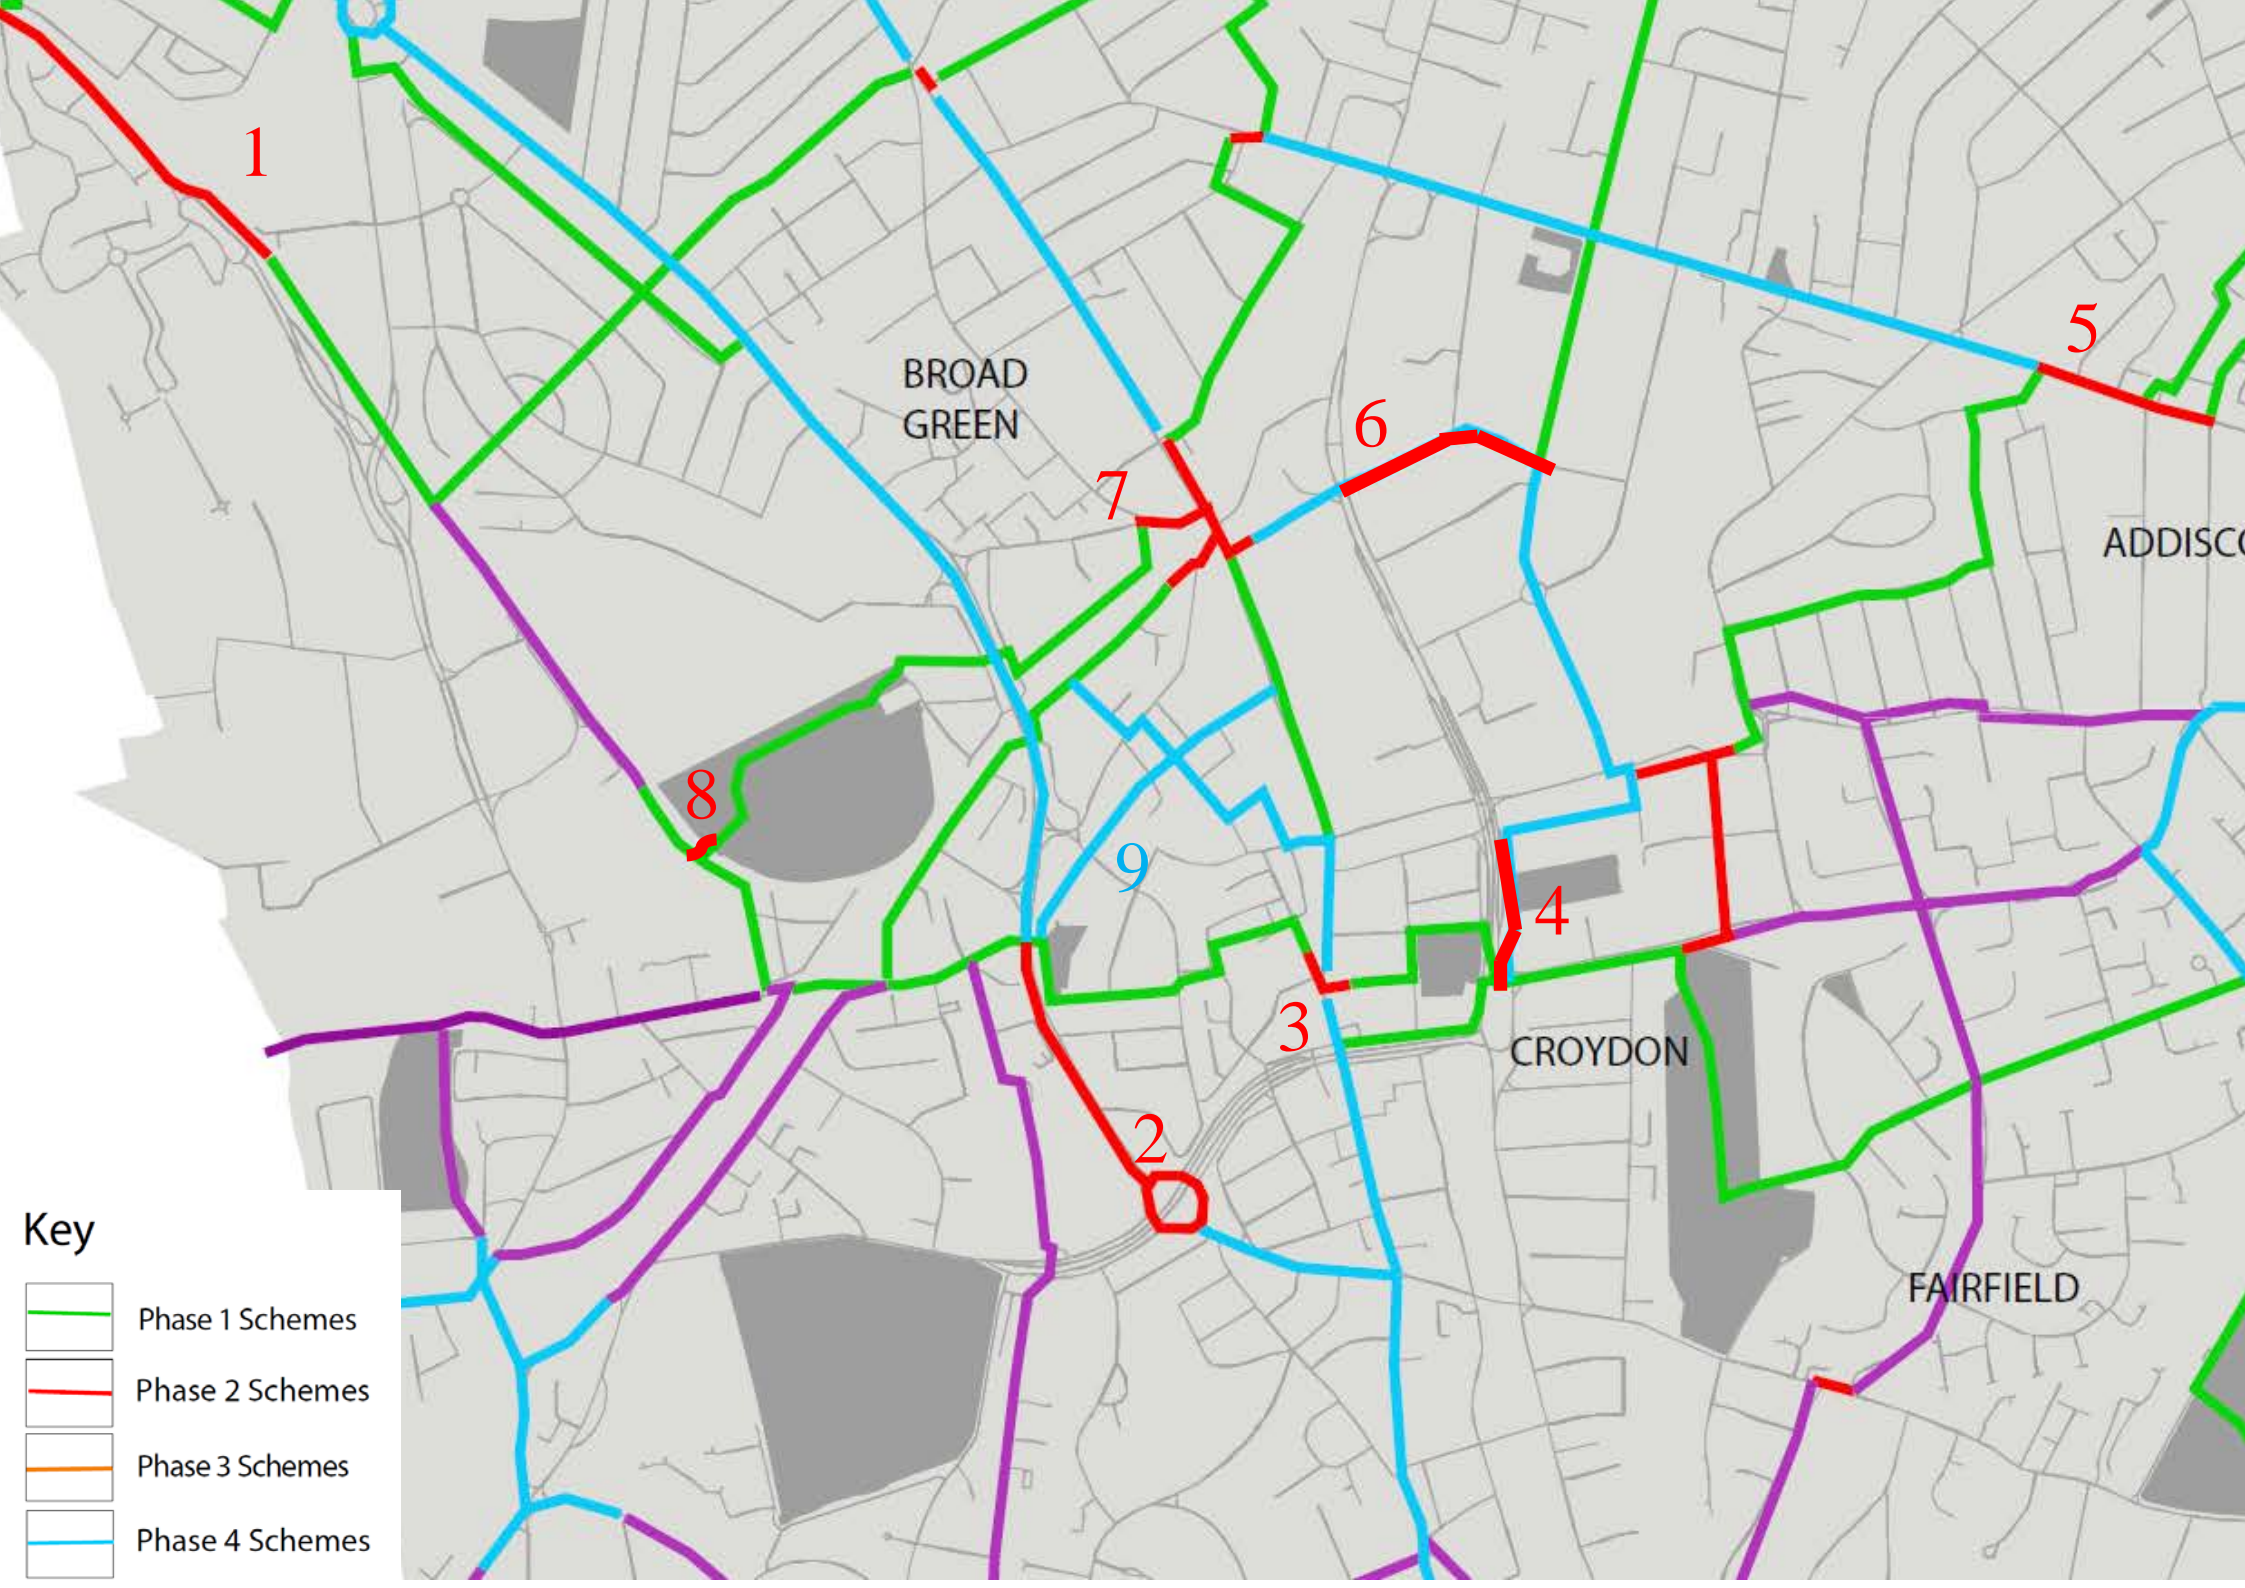 1
5
BROAD
GREEN
6
7
ADDISC
8
9
4
3
CROYDON
2
FAIRFIELD
Key
Phase 1 Schemes
Phase 2 Schemes
Phase 3 Schemes
Phase 4 Schemes